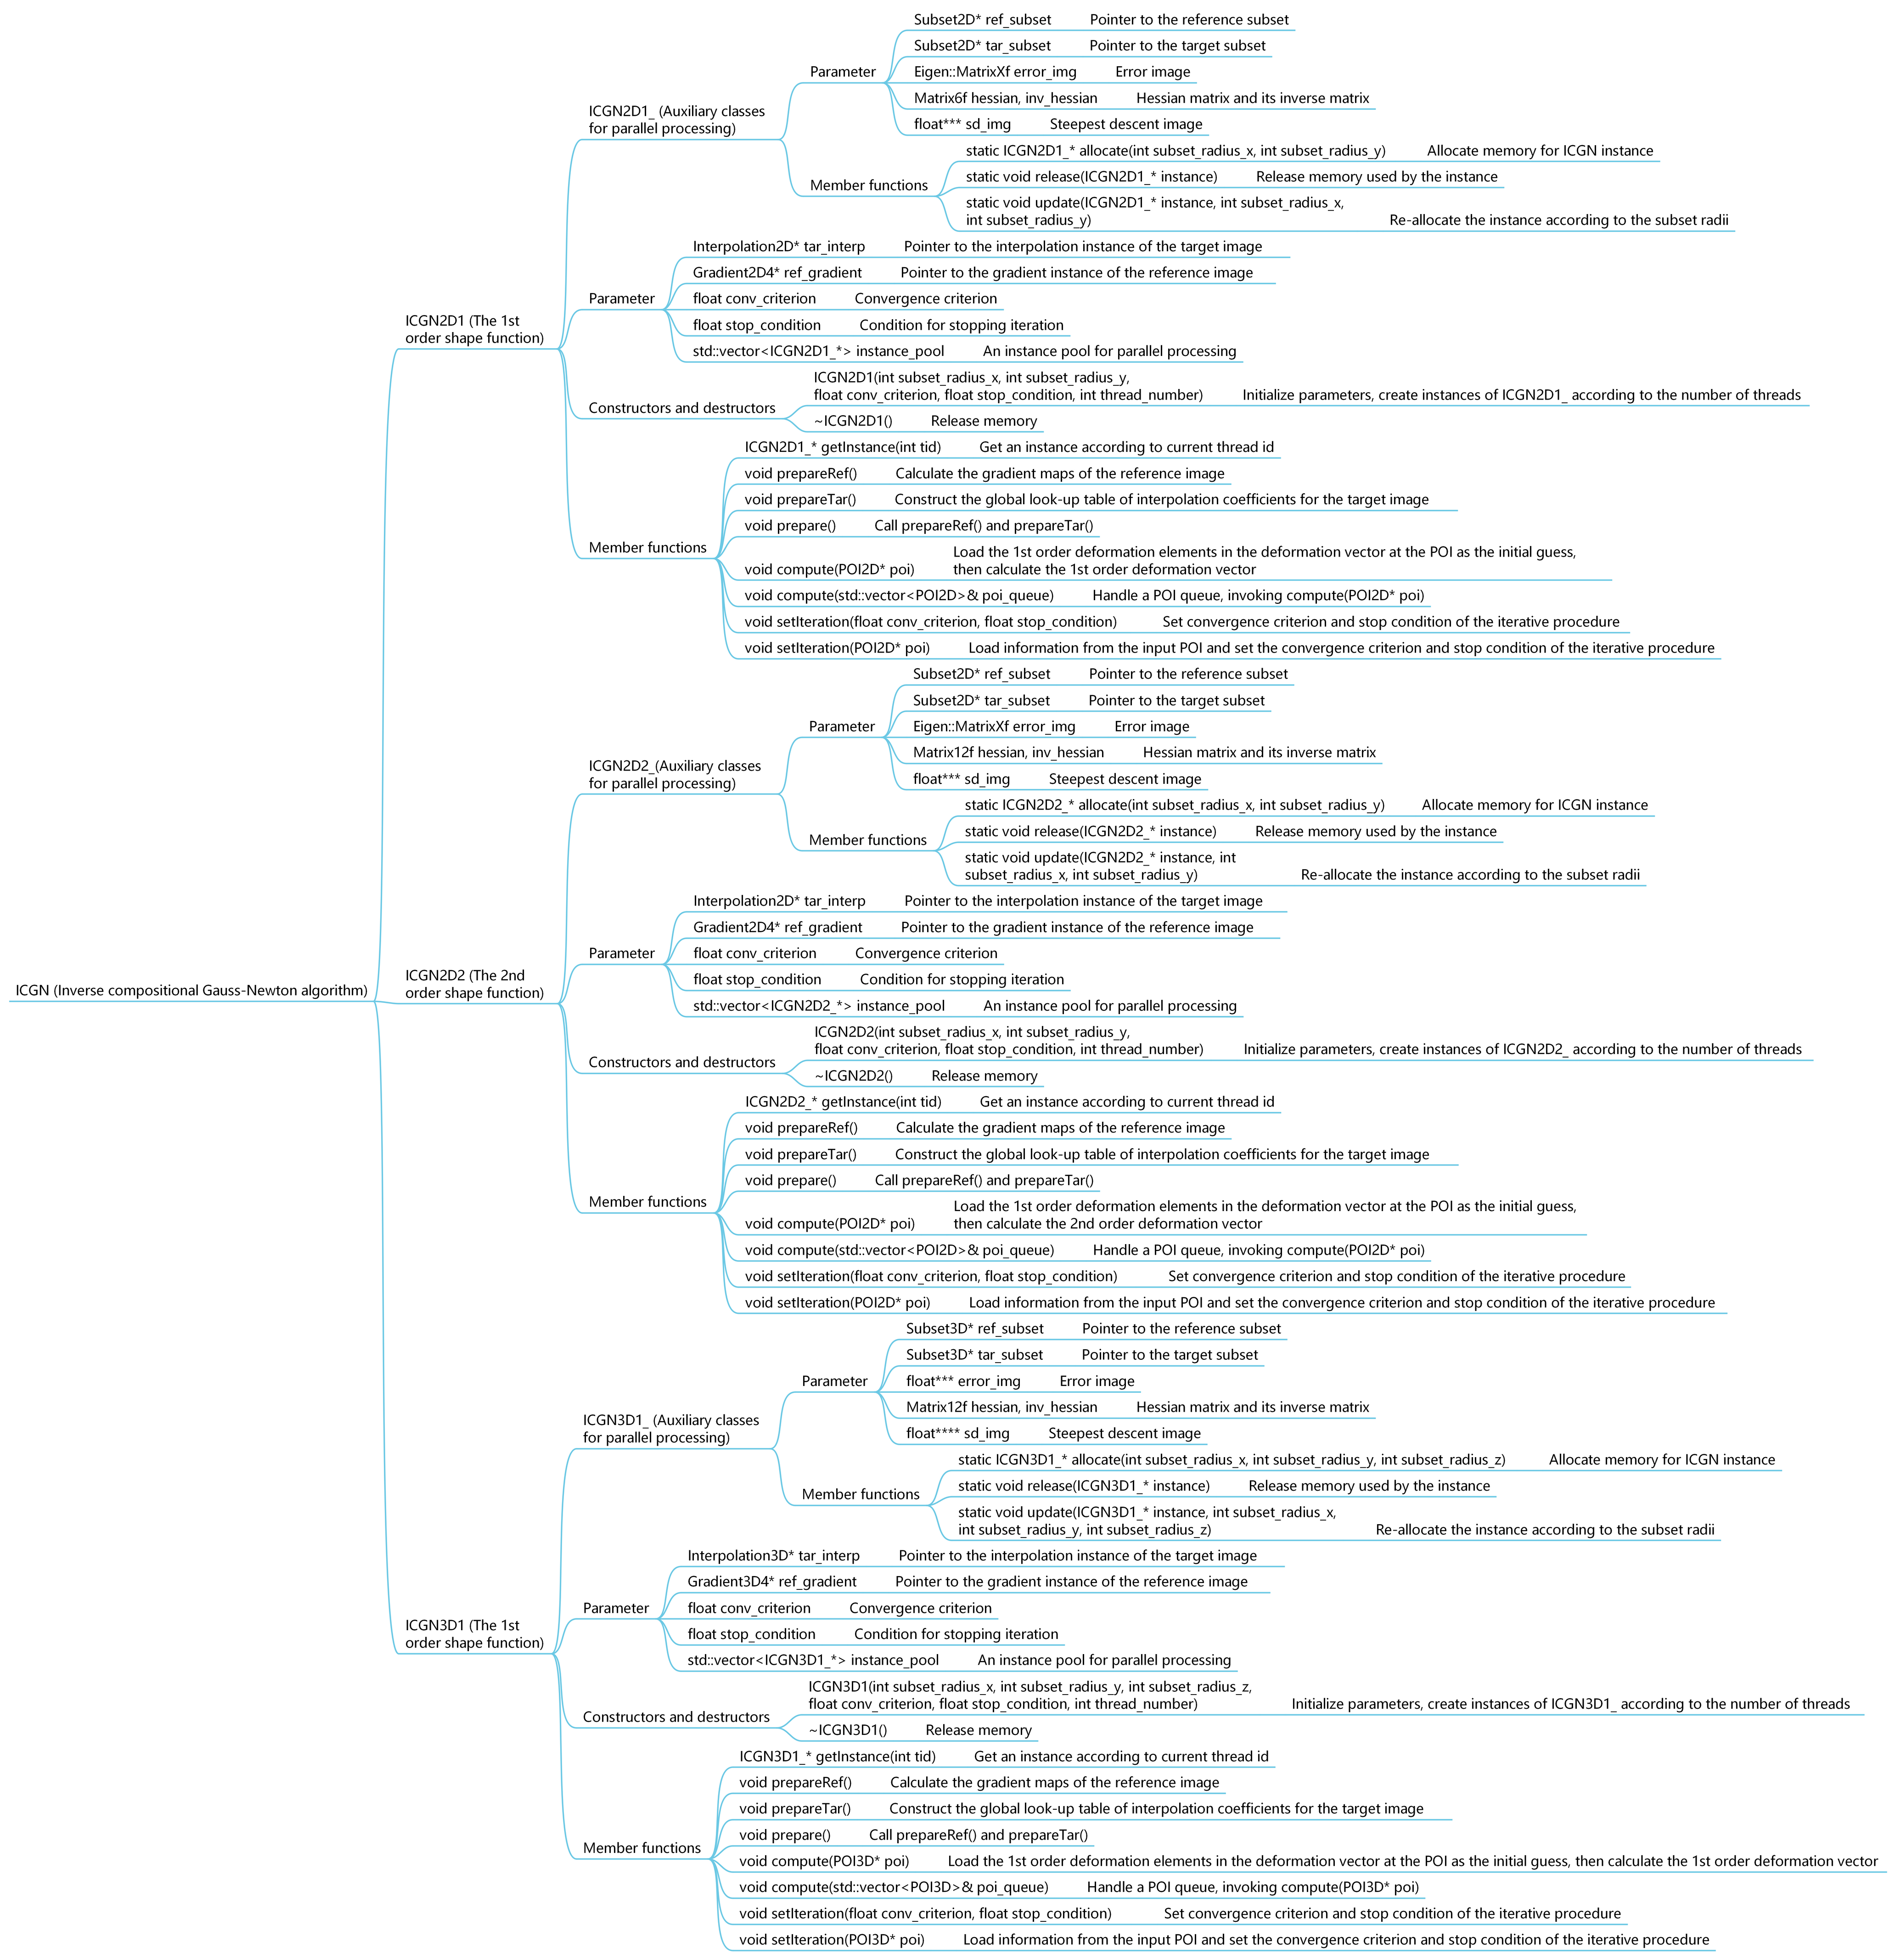 ICGN (Inverse compositional Gauss-Newton algorithm)
ICGN2D1 (The 1st
order shape function)
ICGN2D1_ (Auxiliary classes
for parallel processing)
Parameter
Subset2D* ref_subset Pointer to the reference subset
Subset2D* tar_subset Pointer to the target subset
Eigen::MatrixXf error_img Error image
Matrix6f hessian, inv_hessian Hessian matrix and its inverse matrix
float*** sd_img Steepest descent image
Member functions
static ICGN2D1_* allocate(int subset_radius_x, int subset_radius_y) Allocate memory for ICGN instance
static void release(ICGN2D1_* instance) Release memory used by the instance
static void update(ICGN2D1_* instance, int subset_radius_x,
int subset_radius_y) Re-allocate the instance according to the subset radii
Parameter
Interpolation2D* tar_interp Pointer to the interpolation instance of the target image
Gradient2D4* ref_gradient Pointer to the gradient instance of the reference image
float conv_criterion Convergence criterion
float stop_condition Condition for stopping iteration
std::vector<ICGN2D1_*> instance_pool An instance pool for parallel processing
Constructors and destructors
ICGN2D1(int subset_radius_x, int subset_radius_y,
float conv_criterion, float stop_condition, int thread_number) Initialize parameters, create instances of ICGN2D1_ according to the number of threads
~ICGN2D1() Release memory
Member functions
ICGN2D1_* getInstance(int tid) Get an instance according to current thread id
void prepareRef() Calculate the gradient maps of the reference image
void prepareTar() Construct the global look-up table of interpolation coefficients for the target image
void prepare() Call prepareRef() and prepareTar()
Load the 1st order deformation elements in the deformation vector at the POI as the initial guess,
void compute(POI2D* poi) then calculate the 1st order deformation vector
void compute(std::vector<POI2D>& poi_queue) Handle a POI queue, invoking compute(POI2D* poi)
void setIteration(float conv_criterion, float stop_condition) Set convergence criterion and stop condition of the iterative procedure
void setIteration(POI2D* poi) Load information from the input POI and set the convergence criterion and stop condition of the iterative procedure
ICGN2D2 (The 2nd
order shape function)
ICGN2D2_(Auxiliary classes
for parallel processing)
Parameter
Subset2D* ref_subset Pointer to the reference subset
Subset2D* tar_subset Pointer to the target subset
Eigen::MatrixXf error_img Error image
Matrix12f hessian, inv_hessian Hessian matrix and its inverse matrix
float*** sd_img Steepest descent image
Member functions
static ICGN2D2_* allocate(int subset_radius_x, int subset_radius_y) Allocate memory for ICGN instance
static void release(ICGN2D2_* instance) Release memory used by the instance
static void update(ICGN2D2_* instance, int
subset_radius_x, int subset_radius_y) Re-allocate the instance according to the subset radii
Parameter
Interpolation2D* tar_interp Pointer to the interpolation instance of the target image
Gradient2D4* ref_gradient Pointer to the gradient instance of the reference image
float conv_criterion Convergence criterion
float stop_condition Condition for stopping iteration
std::vector<ICGN2D2_*> instance_pool An instance pool for parallel processing
Constructors and destructors
ICGN2D2(int subset_radius_x, int subset_radius_y,
float conv_criterion, float stop_condition, int thread_number) Initialize parameters, create instances of ICGN2D2_ according to the number of threads
~ICGN2D2() Release memory
Member functions
ICGN2D2_* getInstance(int tid) Get an instance according to current thread id
void prepareRef() Calculate the gradient maps of the reference image
void prepareTar() Construct the global look-up table of interpolation coefficients for the target image
void prepare() Call prepareRef() and prepareTar()
Load the 1st order deformation elements in the deformation vector at the POI as the initial guess,
void compute(POI2D* poi) then calculate the 2nd order deformation vector
void compute(std::vector<POI2D>& poi_queue) Handle a POI queue, invoking compute(POI2D* poi)
void setIteration(float conv_criterion, float stop_condition) Set convergence criterion and stop condition of the iterative procedure
void setIteration(POI2D* poi) Load information from the input POI and set the convergence criterion and stop condition of the iterative procedure
ICGN3D1 (The 1st
order shape function)
ICGN3D1_ (Auxiliary classes
for parallel processing)
Parameter
Subset3D* ref_subset Pointer to the reference subset
Subset3D* tar_subset Pointer to the target subset
float*** error_img Error image
Matrix12f hessian, inv_hessian Hessian matrix and its inverse matrix
float**** sd_img Steepest descent image
Member functions
static ICGN3D1_* allocate(int subset_radius_x, int subset_radius_y, int subset_radius_z) Allocate memory for ICGN instance
static void release(ICGN3D1_* instance) Release memory used by the instance
static void update(ICGN3D1_* instance, int subset_radius_x,
int subset_radius_y, int subset_radius_z) Re-allocate the instance according to the subset radii
Parameter
Interpolation3D* tar_interp Pointer to the interpolation instance of the target image
Gradient3D4* ref_gradient Pointer to the gradient instance of the reference image
float conv_criterion Convergence criterion
float stop_condition Condition for stopping iteration
std::vector<ICGN3D1_*> instance_pool An instance pool for parallel processing
Constructors and destructors
ICGN3D1(int subset_radius_x, int subset_radius_y, int subset_radius_z,
float conv_criterion, float stop_condition, int thread_number) Initialize parameters, create instances of ICGN3D1_ according to the number of threads
~ICGN3D1() Release memory
Member functions
ICGN3D1_* getInstance(int tid) Get an instance according to current thread id
void prepareRef() Calculate the gradient maps of the reference image
void prepareTar() Construct the global look-up table of interpolation coefficients for the target image
void prepare() Call prepareRef() and prepareTar()
void compute(POI3D* poi) Load the 1st order deformation elements in the deformation vector at the POI as the initial guess, then calculate the 1st order deformation vector
void compute(std::vector<POI3D>& poi_queue) Handle a POI queue, invoking compute(POI3D* poi)
void setIteration(float conv_criterion, float stop_condition) Set convergence criterion and stop condition of the iterative procedure
void setIteration(POI3D* poi) Load information from the input POI and set the convergence criterion and stop condition of the iterative procedure